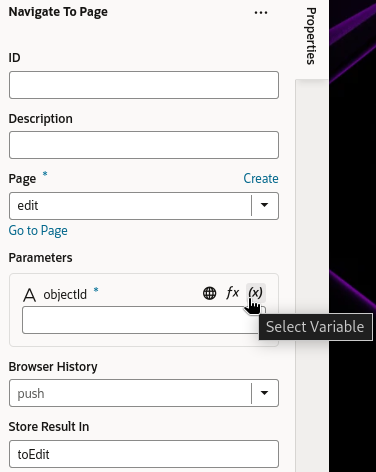 Navigate To Page
...
Properties
ID
Description
Page * Create
edit
Go to Page
Parameters
A objectId * fx (x)
Select Variable
Browser History
push
Store Result In
toEdit